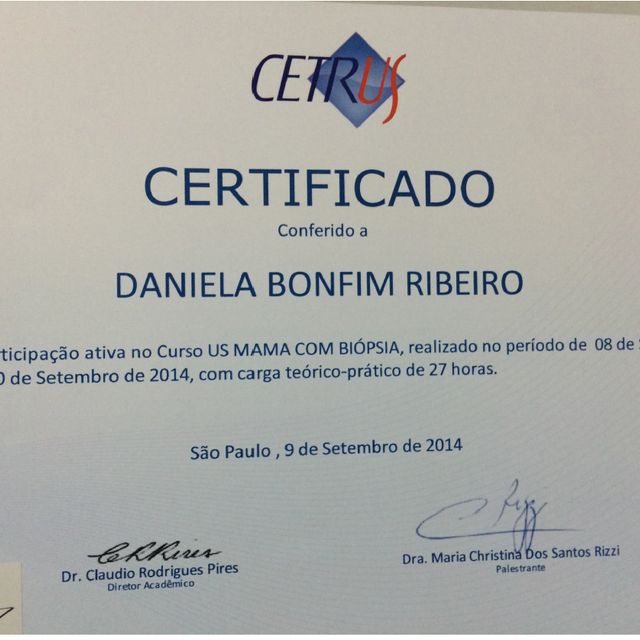 CETRUS
CERTIFICADO
Conferido a
DANIELA BONFIM RIBEIRO
rticipação ativa no Curso US MAMA COM BIÓPSIA, realizado no período de 08 de S
0 de Setembro de 2014, com carga teórico-prático de 27 horas.
São Paulo , 9 de Setembro de 2014
Dr. Claudio Rodrigues Pires
Diretor Acadêmico
Dra. Maria Christina Dos Santos Rizzi
Palestrante